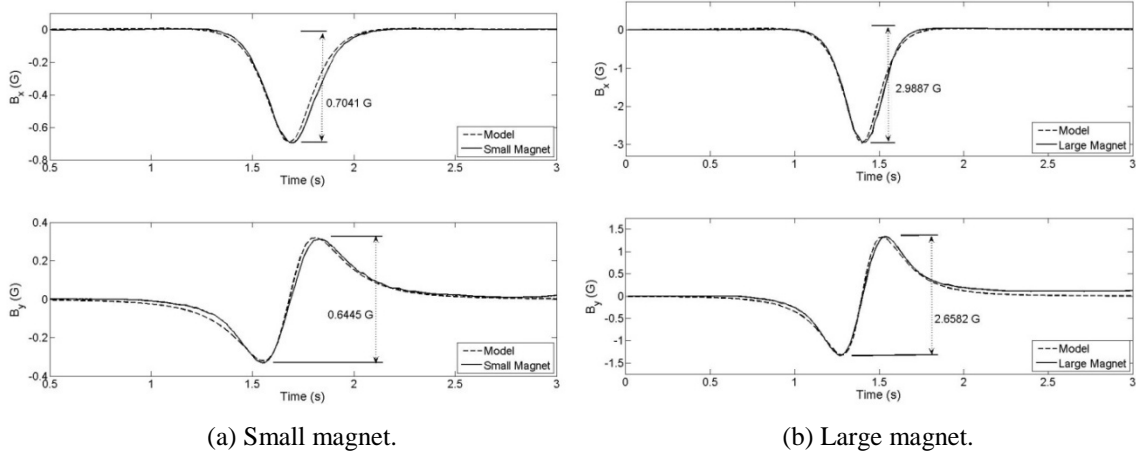 0
-0.2
-0.4
-0.6
-0.8
B_x (G)
0.7041 G
Model
Small Magnet
0.5 1 1.5 2 2.5 3
Time (s)
0
-1
-2
-3
B_x (G)
2.9887 G
Model
Large Magnet
0 0.5 1 1.5 2 2.5 3
Time (s)
0.4
0.2
0
-0.2
-0.4
B_y (G)
0.6445 G
Model
Small Magnet
0.5 1 1.5 2 2.5 3
Time (s)
1.5
1
0.5
0
-0.5
-1
-1.5
B_y (G)
2.6582 G
Model
Large Magnet
0 0.5 1 1.5 2 2.5 3
Time (s)
(a) Small magnet.
(b) Large magnet.